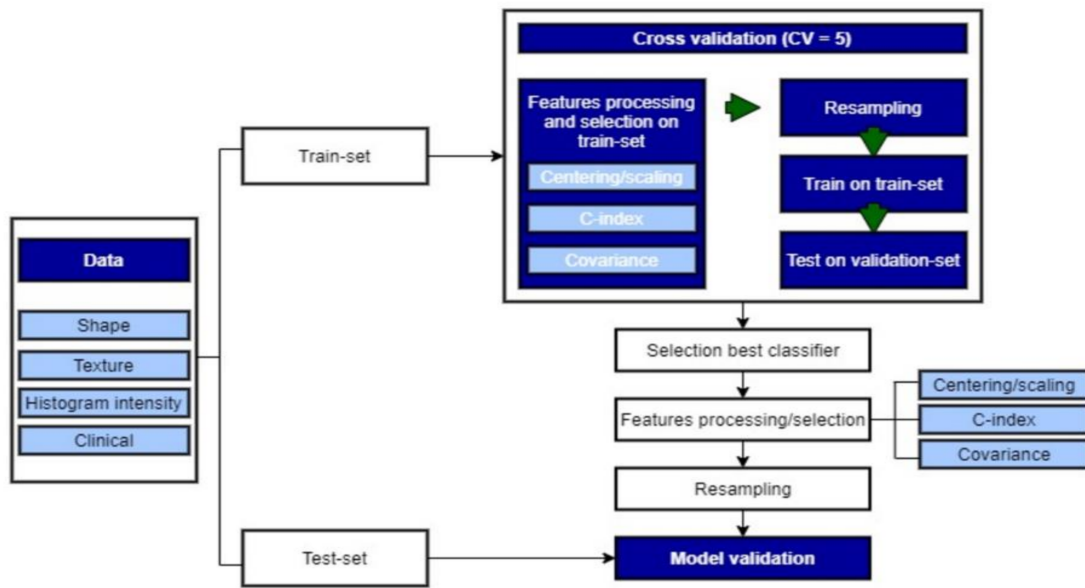 Cross validation (CV = 5)
Features processing
and selection on
train-set
Centering/scaling
C-index
Covariance
Resampling
Train on train-set
Test on validation-set
Train-set
Data
Shape
Texture
Histogram intensity
Clinical
Selection best classifier
Features processing/selection
Centering/scaling
C-index
Covariance
Resampling
Test-set
Model validation